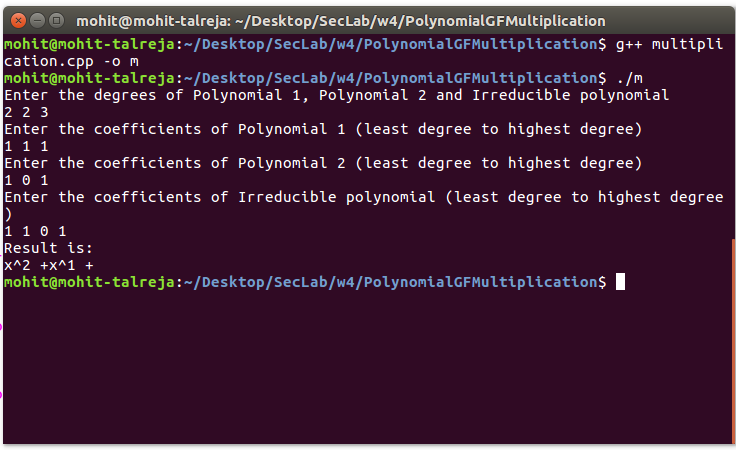 mohit@mohit-talreja: ~/Desktop/SecLab/w4/PolynomialGFMultiplication
mohit@mohit-talreja:~/Desktop/SecLab/w4/PolynomialGFMultiplication$ g++ multipli
cation.cpp -o m
mohit@mohit-talreja:~/Desktop/SecLab/w4/PolynomialGFMultiplication$ ./m
Enter the degrees of Polynomial 1, Polynomial 2 and Irreducible polynomial
2 2 3
Enter the coefficients of Polynomial 1 (least degree to highest degree)
1 1 1
Enter the coefficients of Polynomial 2 (least degree to highest degree)
1 0 1
Enter the coefficients of Irreducible polynomial (least degree to highest degree
)
1 1 0 1
Result is:
x^2 +x^1 +
mohit@mohit-talreja:~/Desktop/SecLab/w4/PolynomialGFMultiplication$